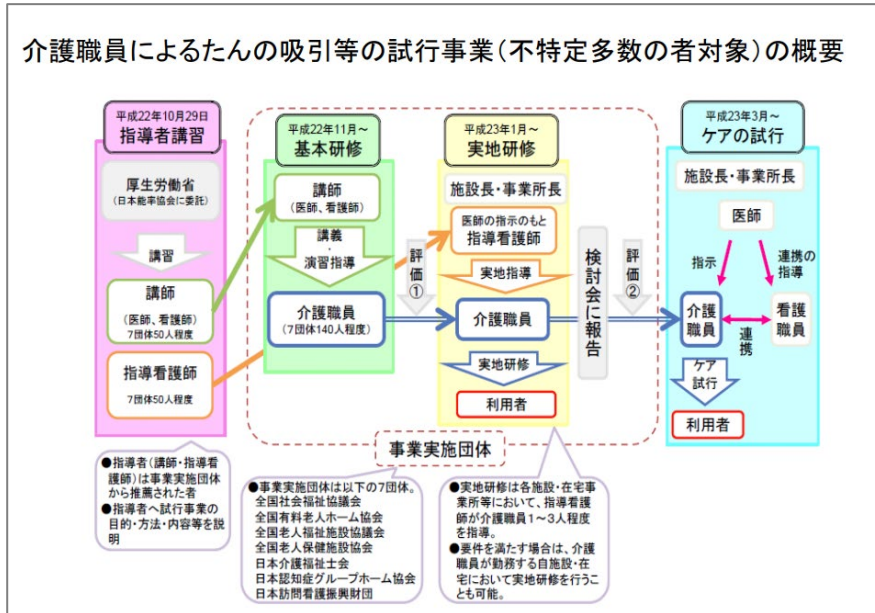 介護職員によるたんの吸引等の試行事業(不特定多数の者対象)の概要
平成22年10月29日
指導者講習
厚生労働省
(日本能率協会に委託)
講習
講師
(医師、看護師)
7団体50人程度
指導看護師
7団体50人程度
●指導者(講師・指導看
護師)は事業実施団体
から推薦された者
●指導者へ試行事業の
目的・方法・内容等を説
明
平成22年11月~
基本研修
講師
(医師、看護師)
講義
・
演習指導
介護職員
(7団体140人程度)
評価①
平成23年1月~
実地研修
施設長・事業所長
医師の指示のもと
指導看護師
実地指導
介護職員
実地研修
利用者
検討会に報告
評価②
事業実施団体
●事業実施団体は以下の7団体。
全国社会福祉協議会
全国有料老人ホーム協会
全国老人福祉施設協議会
全国老人保健施設協会
日本介護福祉士会
日本認知症グループホーム協会
日本訪問看護振興財団
●実地研修は各施設・在宅事
業所等において、指導看護
師が介護職員1~3人程度
を指導。
●要件を満たす場合は、介護
職員が勤務する自施設・在
宅において実地研修を行うこ
とも可能。
平成23年3月~
ケアの試行
施設長・事業所長
医師
指示
連携の
指導
介護
職員
看護
職員
連携
ケア
試行
利用者